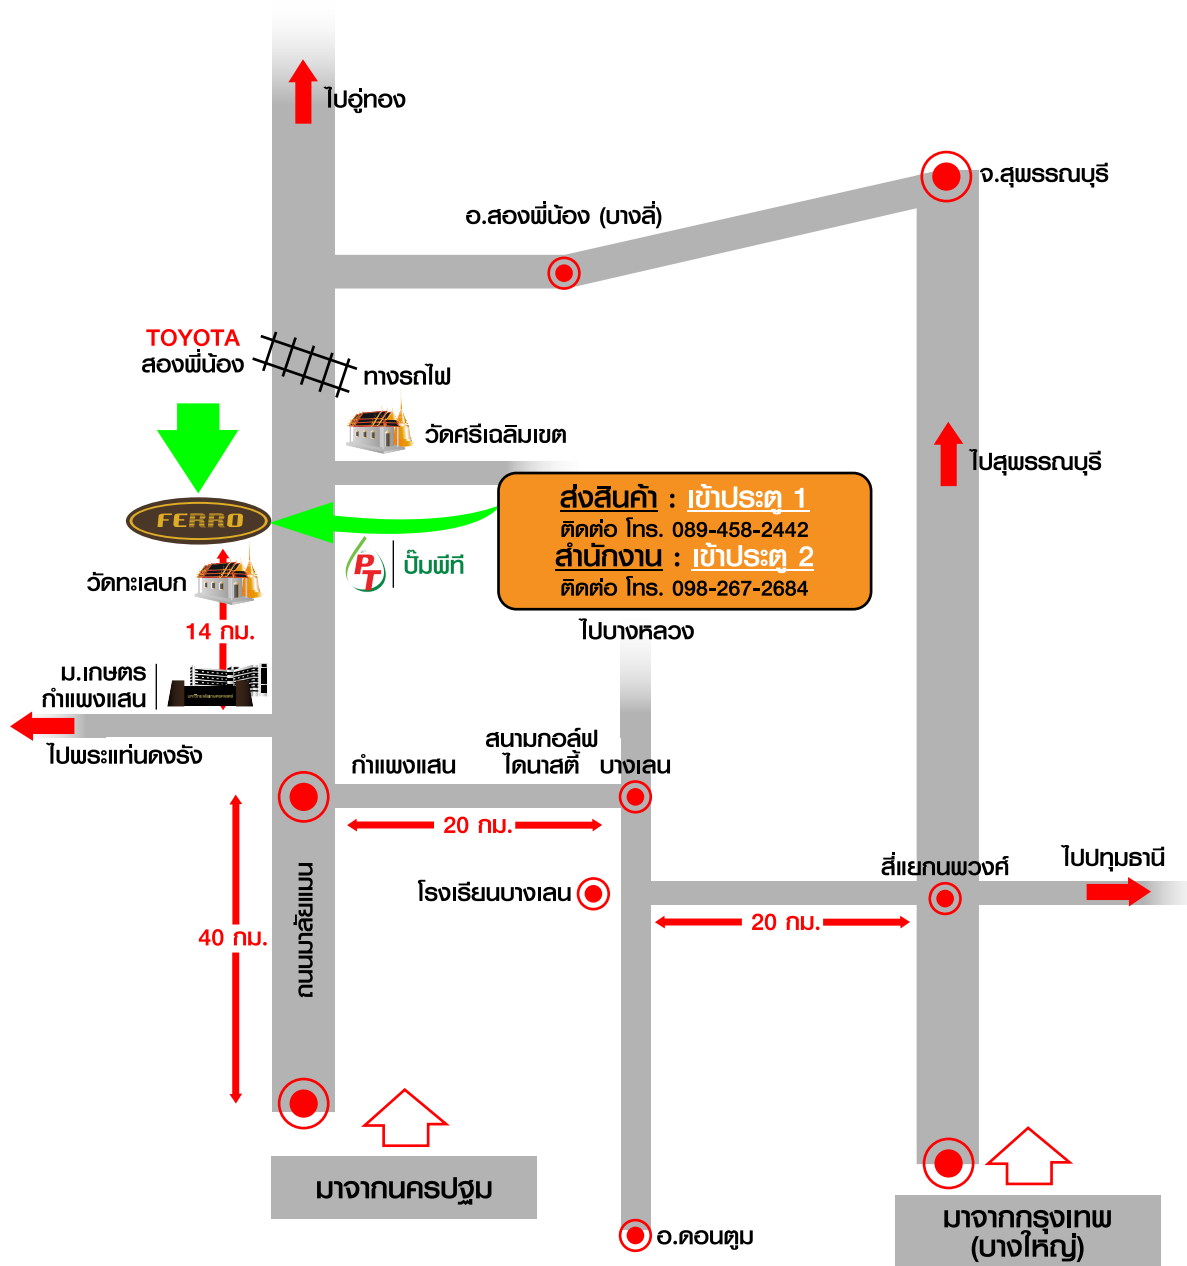 ไปอู่ทอง
จ.สุพรรณบุรี
อ.สองพี่น้อง (บางลี่)
TOYOTA
สองพี่น้อง
ทางรถไฟ
วัดศรีเฉลิมเขต
ไปสุพรรณบุรี
ส่งสินค้า : เข้าประตู 1
ติดต่อ โทร. 089-458-2442
สำนักงาน : เข้าประตู 2
ติดต่อ โทร. 098-267-2684
FERRO
PT
ปั๊มพีที
วัดทะเลบก
14 กม.
ไปบางหลวง
ม.เกษตร
กำแพงแสน
ไปพระแท่นดงรัง
กำแพงแสน
สนามกอล์ฟ
ไดนาสตี้
บางเลน
20 กม.
โรงเรียนบางเลน
สี่แยกนพวงศ์
ไปปทุมธานี
20 กม.
40 กม.
ถนนมาลัยแมน
มาจากนครปฐม
อ.ดอนตูม
มาจากกรุงเทพ
(บางใหญ่)